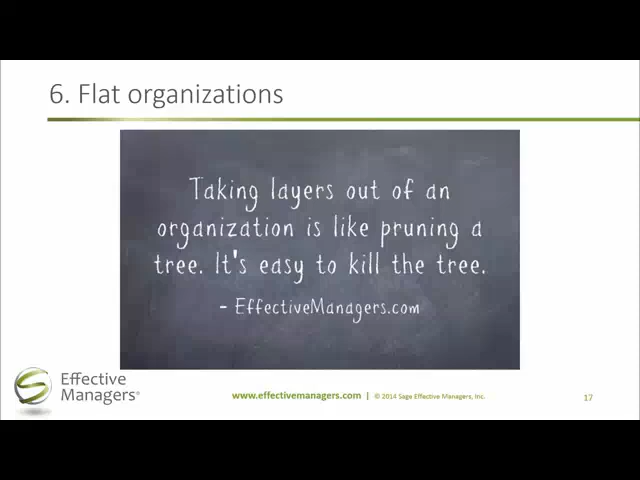 6. Flat organizations
Taking layers out of an
organization is like pruning a
tree. It's easy to kill the tree.
- EffectiveManagers.com
Effective
Managers®
www.effectivemanagers.com | © 2014 Sage Effective Managers, Inc.
17